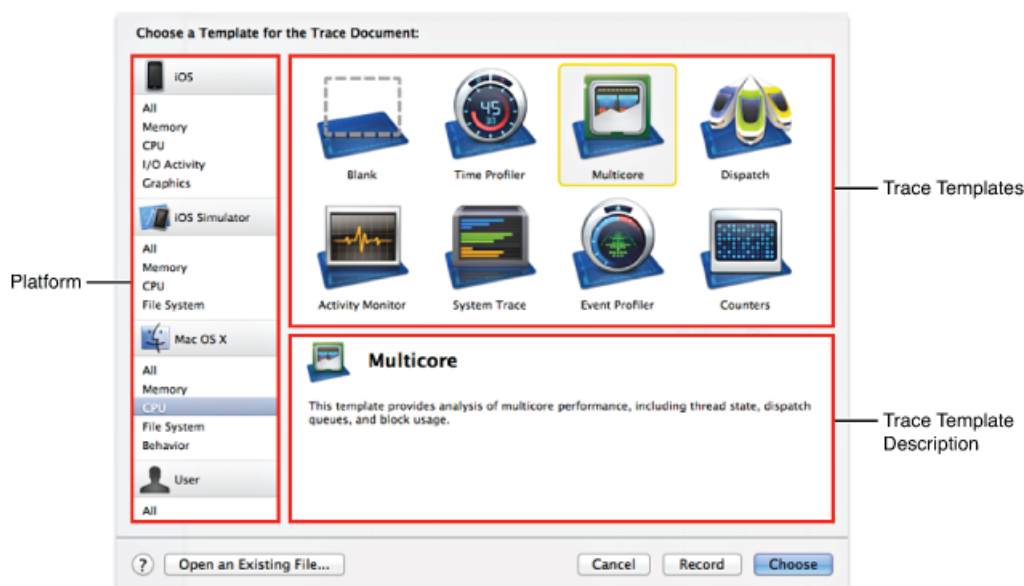 Choose a Template for the Trace Document:
iOS
All
Memory
CPU
I/O Activity
Graphics
iOS Simulator
All
Memory
CPU
File System
Mac OS X
All
Memory
CPU
File System
Behavior
User
All
Blank
Time Profiler
Multicore
Dispatch
Activity Monitor
System Trace
Event Profiler
Counters
Multicore
This template provides analysis of multicore performance, including thread state, dispatch
queues, and block usage.
? Open an Existing File... Cancel Record Choose
Platform
Trace Templates
Trace Template
Description
45